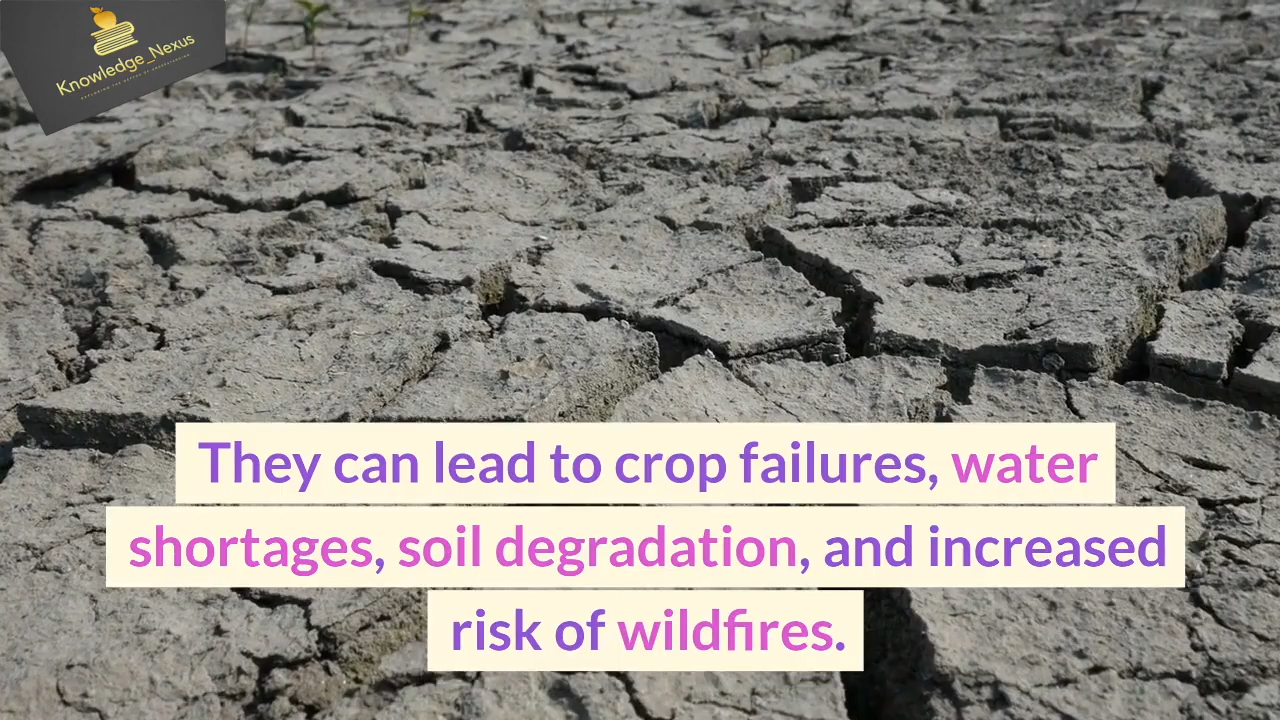 Knowledge_Nexus
They can lead to crop failures, water
shortages, soil degradation, and increased
risk of wildfires.